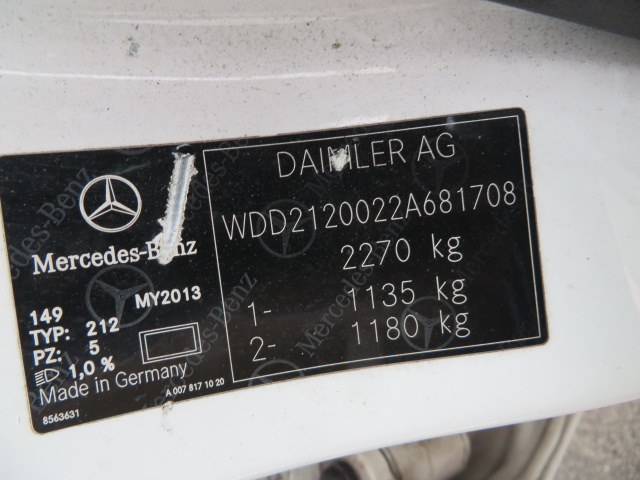 Mercedes-Benz
149 MY2013
TYP: 212
PZ: 5
1,0 %
Made in Germany
8563631
A 007 817 10 20
DAIMLER AG
WDD2120022A681708
2270 kg
1- 1135 kg
2- 1180 kg